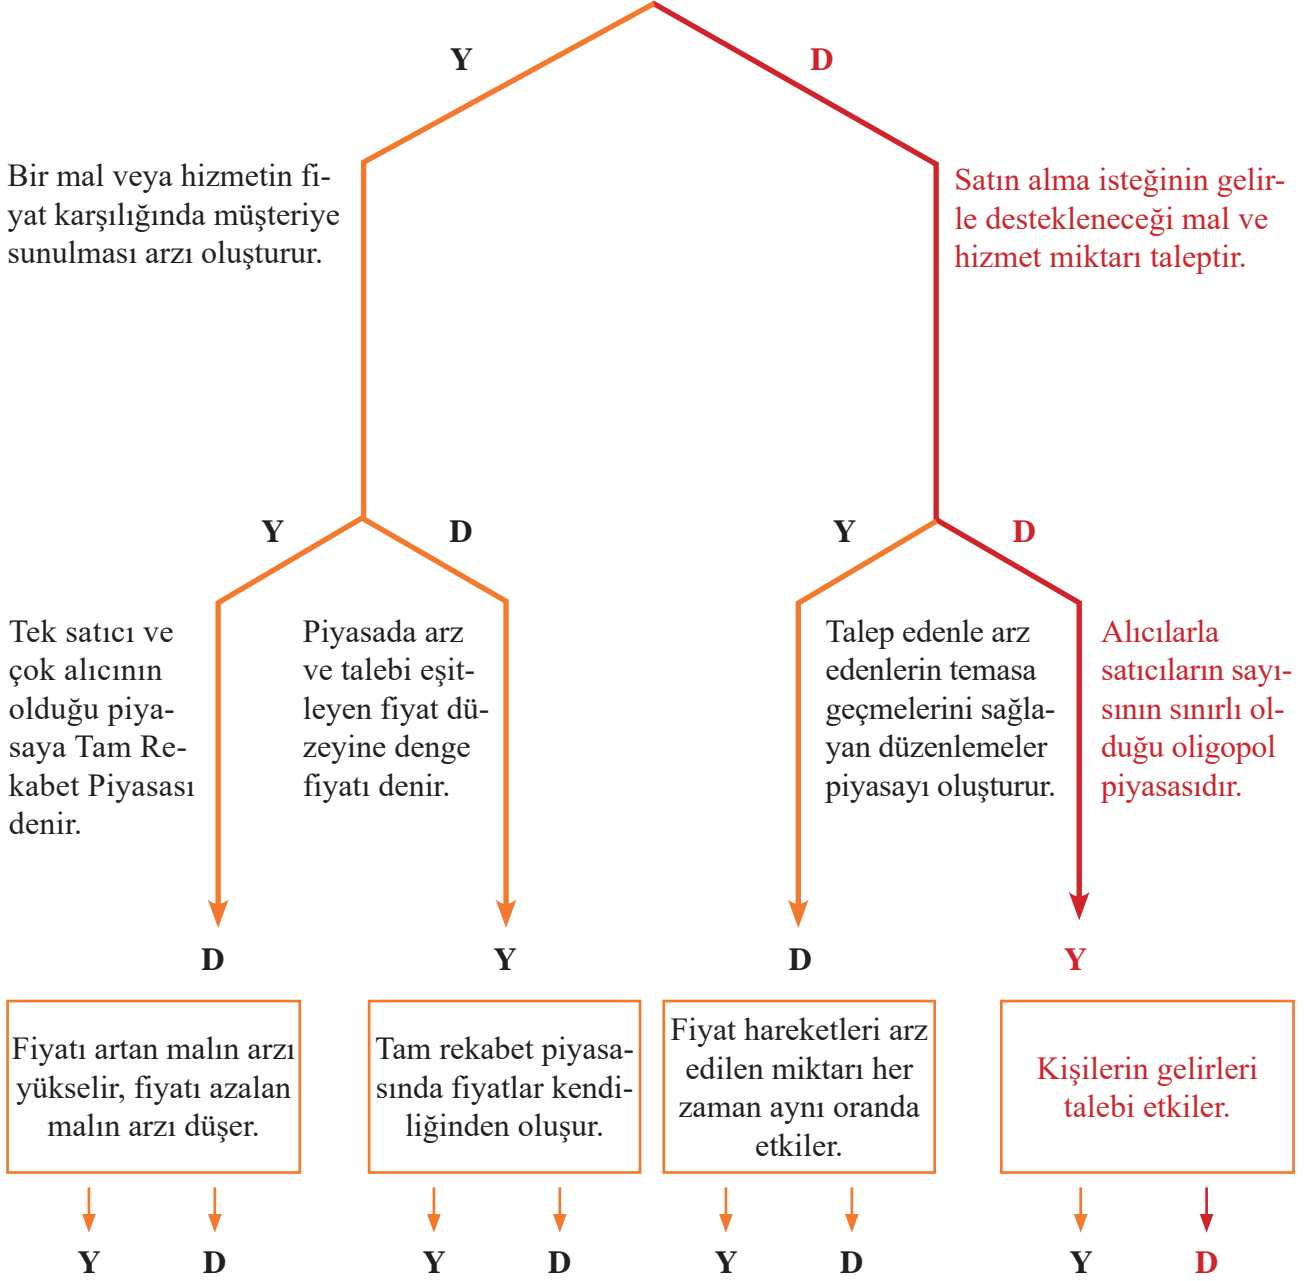 Y
D
Bir mal veya hizmetin fi-
yat karşılığında müşteriye
sunulması arzı oluşturur.
Satın alma isteğinin gelir-
le destekleneceği mal ve
hizmet miktarı taleptir.
Y
D
Y
D
Tek satıcı ve
çok alıcının
olduğu piya-
saya Tam Re-
kabet Piyasası
denir.
Piyasada arz
ve talebi eşit-
leyen fiyat dü-
zeyine denge
fiyatı denir.
Talep edenle arz
edenlerin temasa
geçmelerini sağla-
yan düzenlemeler
piyasayı oluşturur.
Alıcılarla
satıcıların sayı-
sının sınırlı ol-
duğu oligopol
piyasasıdır.
D
Y
D
Y
Fiyatı artan malın arzı
yükselir, fiyatı azalan
malın arzı düşer.
Tam rekabet piyasa-
sında fiyatlar kendi-
liğinden oluşur.
Fiyat hareketleri arz
edilen miktarı her
zaman aynı oranda
etkiler.
Kişilerin gelirleri
talebi etkiler.
Y
D
Y
D
Y
D
Y
D